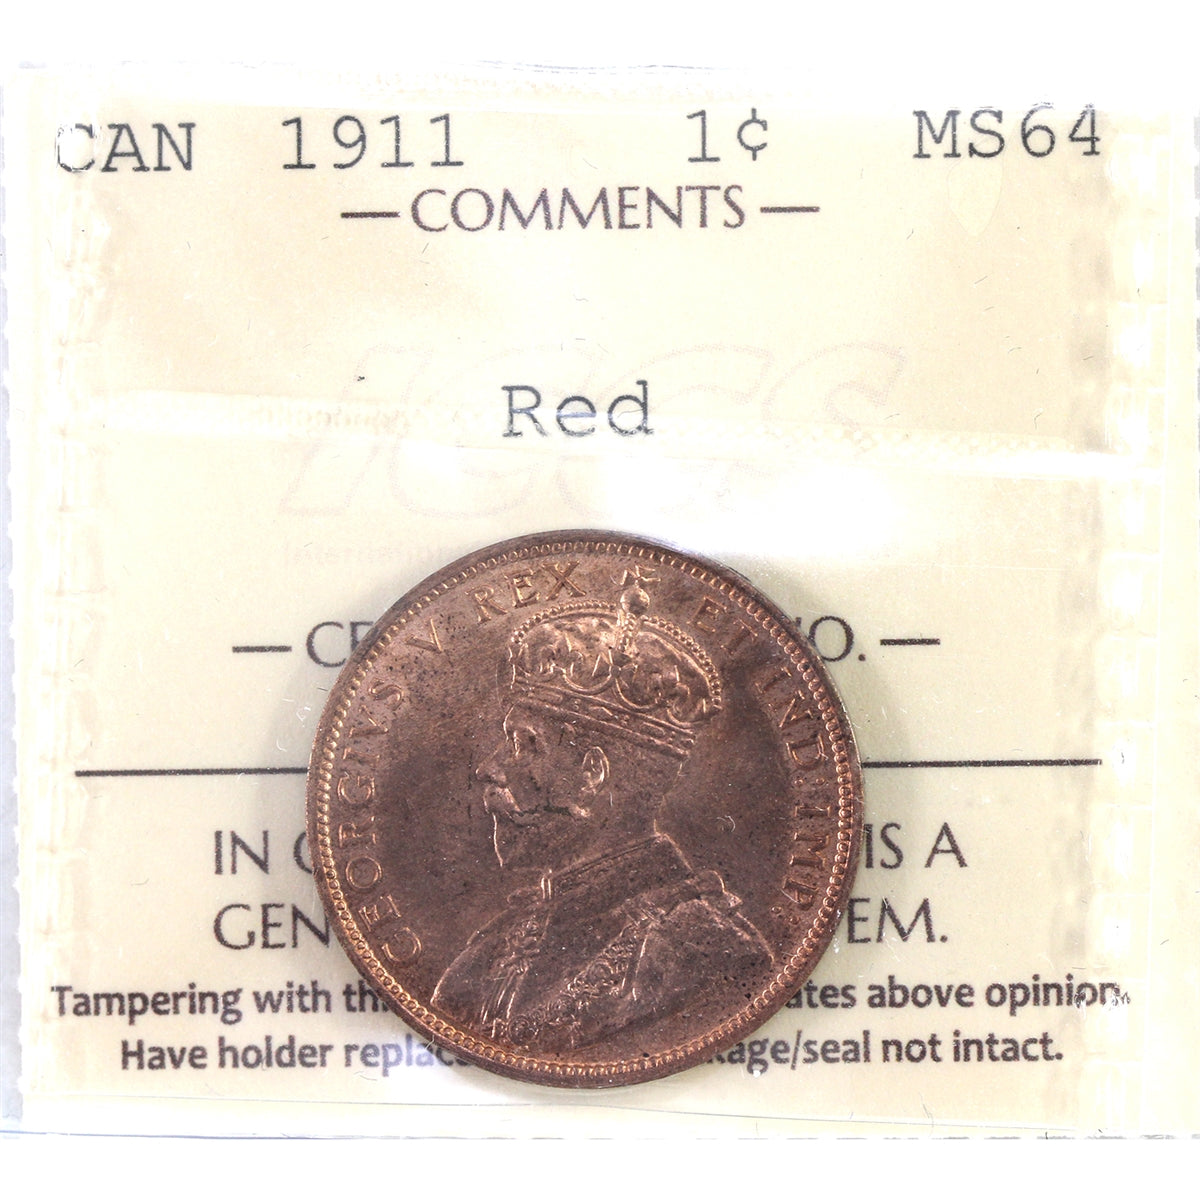 CAN 1911 1¢ MS64
— COMMENTS —
Red
ICCS
GEORGIVS V REX ET IND: IMP:
— CE O. —
IN IS A
GEN EM.
Tampering with ates above opinion.
Have holder replac kage/seal not intact.